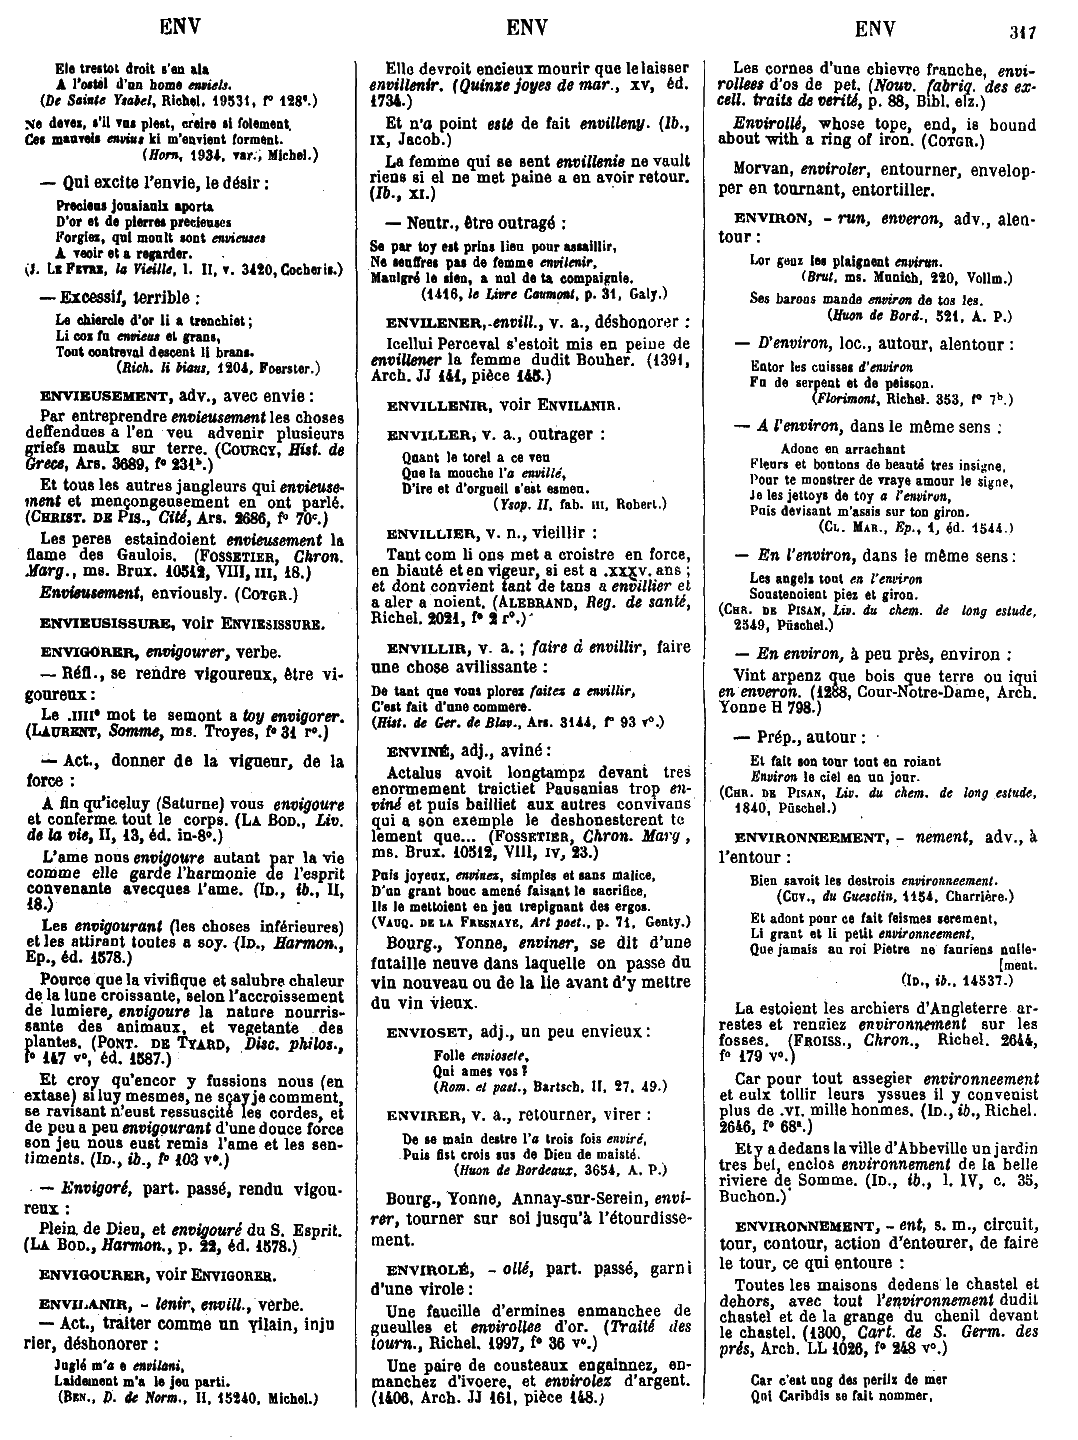 ENV
ENV
ENV
317
Ele trestot droit s'en ala
A l'ostel d'un home enviels.
(De Sainte Ysabel, Richel. 19531, f° 128ᵉ.)
Ne devez, s'il vus plest, creire si folement,
Ces mauveis envius ki m'envient forment.
(Horn, 1934, var., Michel.)
— Qui excite l'envie, le désir :
Precieus jouaiaulx aporta
D'or et de pierres precieuses
Forgiez, qui moult sont envieuses
A veoir et a regarder.
(J. LE FEVRE, la Vieille, l. II, v. 3420, Cocheris.)
— Excessif, terrible :
Le chiercle d'or li a trenchiet ;
Li cox fu envieus et grans,
Tout contreval descent li brans.
(Rich. li biaus, 1204, Foerster.)
ENVIEUSEMENT, adv., avec envie :
Par entreprendre envieusement les choses
deffendues a l'en veu advenir plusieurs
griefs maulx sur terre. (COURCY, Hist. de
Grece, Ars. 3689, f° 231ᵇ.)
Et tous les autres jangleurs qui envieuse-
ment et mençongeusement en ont parlé.
(CHRIST. DE PIS., Cité, Ars. 2686, f° 70ᶜ.)
Les peres estaindoient envieusement la
flame des Gaulois. (FOSSETIER, Chron.
Marg., ms. Brux. 10512, VIII, III, 18.)
Envieusement, enviously. (COTGR.)
ENVIEUSISSURE, voir ENVIESISSURE.
ENVIGORER, envigourer, verbe.
— Réfl., se rendre vigoureux, être vi-
goureux :
Le .IIIIᵉ mot te semont a toy envigorer.
(LAURENT, Somme, ms. Troyes, f° 31 r°.)
— Act., donner de la vigueur, de la
force :
A fin qu'iceluy (Saturne) vous envigoure
et conferme tout le corps. (LA BOD., Liv.
de la vie, II, 13, éd. in-8°.)
L'ame nous envigoure autant par la vie
comme elle garde l'harmonie de l'esprit
convenante avecques l'ame. (ID., ib., II,
18.)
Les envigourant (les choses inférieures)
et les attirant toutes a soy. (ID., Harmon.,
Ep., éd. 1578.)
Pource que la vivifique et salubre chaleur
de la lune croissante, selon l'accroissement
de lumiere, envigoure la nature nourris-
sante des animaux, et vegetante des
plantes. (PONT. DE TYARD, Disc. philos.,
f° 147 v°, éd. 1587.)
Et croy qu'encor y fussions nous (en
extase) si luy mesmes, ne sçay je comment,
se ravisant n'eust ressuscité les cordes, et
de peu a peu envigourant d'une douce force
son jeu nous eust remis l'ame et les sen-
timents. (ID., ib., f° 103 v°.)
— Envigoré, part. passé, rendu vigou-
reux :
Plein de Dieu, et envigouré du S. Esprit.
(LA BOD., Harmon., p. 22, éd. 1578.)
ENVIGOURER, voir ENVIGORER.
ENVILANIR, - lenir, envill., verbe.
— Act., traiter comme un vilain, inju
rier, déshonorer :
Juglé m'a e envilani,
Laidement m'a le jeu parti.
(BEN., D. de Norm., II, 15240, Michel.)
Elle devroit encieux mourir que le laisser
envillenir. (Quinze joyes de mar., XV, éd.
1734.)
Et n'a point esté de fait envilleny. (Ib.,
IX, Jacob.)
La femme qui se sent envillenie ne vault
riens si el ne met paine a en avoir retour.
(Ib., XI.)
— Neutr., être outragé :
Se par toy est prins lieu pour assaillir,
Ne seuffres pas de femme envilenir,
Maulgré le sien, a nul de ta compaignie.
(1416, le Livre Caumont, p. 31, Galy.)
ENVILENER, -envill., v. a., déshonorer :
Icellui Perceval s'estoit mis en peine de
envillener la femme dudit Bouher. (1391,
Arch. JJ 141, pièce 145.)
ENVILLENIR, voir ENVILANIR.
ENVILLER, v. a., outrager :
Quant le torel a ce veu
Que la mouche l'a envillé,
D'ire et d'orgueil s'est esmeu.
(Ysop. II, fab. III, Robert.)
ENVILLIER, v. n., vieillir :
Tant com li ons met a croistre en force,
en biauté et en vigeur, si est a .xxxv. ans ;
et dont convient tant de tans a envillier et
a aler a noient. (ALEBRAND, Reg. de santé,
Richel. 2021, f° 2 r°.)
ENVILLIR, v. a. ; faire à envillir, faire
une chose avilissante :
De tant que vous plorez faites a envillir,
C'est fait d'une commere.
(Hist. de Ger. de Blav., Ars. 3144, f° 93 v°.)
ENVINÉ, adj., aviné :
Actalus avoit longtampz devant tres
enormement traictiet Pausanias trop en-
viné et puis bailliet aux autres convivans
qui a son exemple le deshonesterent te
lement que... (FOSSETIER, Chron. Marg,
ms. Brux. 10512, VIII, IV, 23.)
Puis joyeux, envinez, simples et sans malice,
D'un grant bouc amené faisant le sacrifice,
Ils le mettoient en jeu trepignant des ergos.
(VAUQ. DE LA FRESNAYE, Art poet., p. 71, Genty.)
Bourg., Yonne, enviner, se dit d'une
futaille neuve dans laquelle on passe du
vin nouveau ou de la lie avant d'y mettre
du vin vieux.
ENVIOSET, adj., un peu envieux :
Folle enviosete,
Qui ames vos ?
(Rom. et past., Bartsch, II, 27, 49.)
ENVIRER, v. a., retourner, virer :
De se main destre l'a trois fois enviré,
Puis fist crois sus de Dieu de maisté.
(Huon de Bordeaux, 3654, A. P.)
Bourg., Yonne, Annay-sur-Serein, envi-
rer, tourner sur soi jusqu'à l'étourdisse-
ment.
ENVIROLÉ, - ollé, part. passé, garni
d'une virole :
Une faucille d'ermines enmanchee de
gueulles et envirollee d'or. (Traité des
tourn., Richel. 1997, f° 36 v°.)
Une paire de cousteaux engainnez, en-
manchez d'ivoere, et envirolez d'argent.
(1406, Arch. JJ 161, pièce 148.)
Les cornes d'une chievre franche, envi-
rollees d'os de pet. (Nouv. fabriq. des ex-
cell. traits de verité, p. 88, Bibl. elz.)
Envirollé, whose tope, end, is bound
about with a ring of iron. (COTGR.)
Morvan, enviroler, entourner, envelop-
per en tournant, entortiller.
ENVIRON, - run, enveron, adv., alen-
tour :
Lor genz les plaignent envirun.
(Brut, ms. Munich, 220, Vollm.)
Ses barons mande environ de tos les.
(Huon de Bord., 521, A. P.)
— D'environ, loc., autour, alentour :
Entor les cuisses d'environ
Fu de serpent et de peisson.
(Florimont, Richel. 353, f° 7ᵇ.)
— A l'environ, dans le même sens :
Adonc en arrachant
Fleurs et boutons de beauté tres insigne,
Pour te monstrer de vraye amour le signe,
Je les jettoys de toy a l'environ,
Puis devisant m'assis sur ton giron.
(CL. MAR., Ep., 1, éd. 1544.)
— En l'environ, dans le même sens :
Les angelz tout en l'environ
Soustenoient piez et giron.
(CHR. DE PISAN, Liv. du chem. de long estude,
2549, Püschel.)
— En environ, à peu près, environ :
Vint arpenz que bois que terre ou iqui
en enveron. (1288, Cour-Notre-Dame, Arch.
Yonne H 798.)
— Prép., autour :
Et fait son tour tout en roiant
Environ le ciel en un jour.
(CHR. DE PISAN, Liv. du chem. de long estude,
1840, Püschel.)
ENVIRONNEEMENT, - nement, adv., à
l'entour :
Bien savoit les destrois environneement.
(CUV., du Guesclin, 1154, Charrière.)
Et adont pour ce fait feismes serement,
Li grant et li petit environneement,
Que jamais au roi Pietre ne fauriens nulle-
[ment.
(ID., ib., 14537.)
La estoient les archiers d'Angleterre ar-
restes et rengiez environnement sur les
fosses. (FROISS., Chron., Richel. 2644,
f° 179 v°.)
Car pour tout assegier environneement
et eulx tollir leurs yssues il y convenist
plus de .VI. mille honmes. (ID., ib., Richel.
2646, f° 68ᵃ.)
Et y a dedans la ville d'Abbeville un jardin
tres bel, enclos environnement de la belle
riviere de Somme. (ID., ib., l. IV, c. 35,
Buchon.)
ENVIRONNEMENT, - ent, s. m., circuit,
tour, contour, action d'entourer, de faire
le tour, ce qui entoure :
Toutes les maisons dedens le chastel et
dehors, avec tout l'environnement dudit
chastel et de la grange du chenil devant
le chastel. (1300, Cart. de S. Germ. des
prés, Arch. LL 1026, f° 248 v°.)
Car c'est ung des perilz de mer
Qui Caribdis se fait nommer,